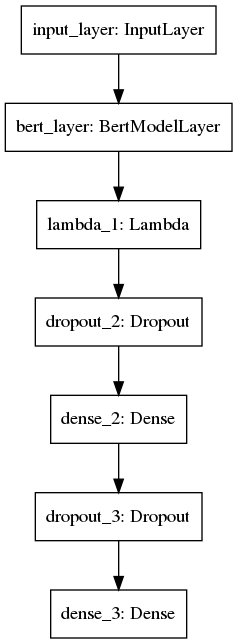 input_layer: InputLayer
bert_layer: BertModelLayer
lambda_1: Lambda
dropout_2: Dropout
dense_2: Dense
dropout_3: Dropout
dense_3: Dense